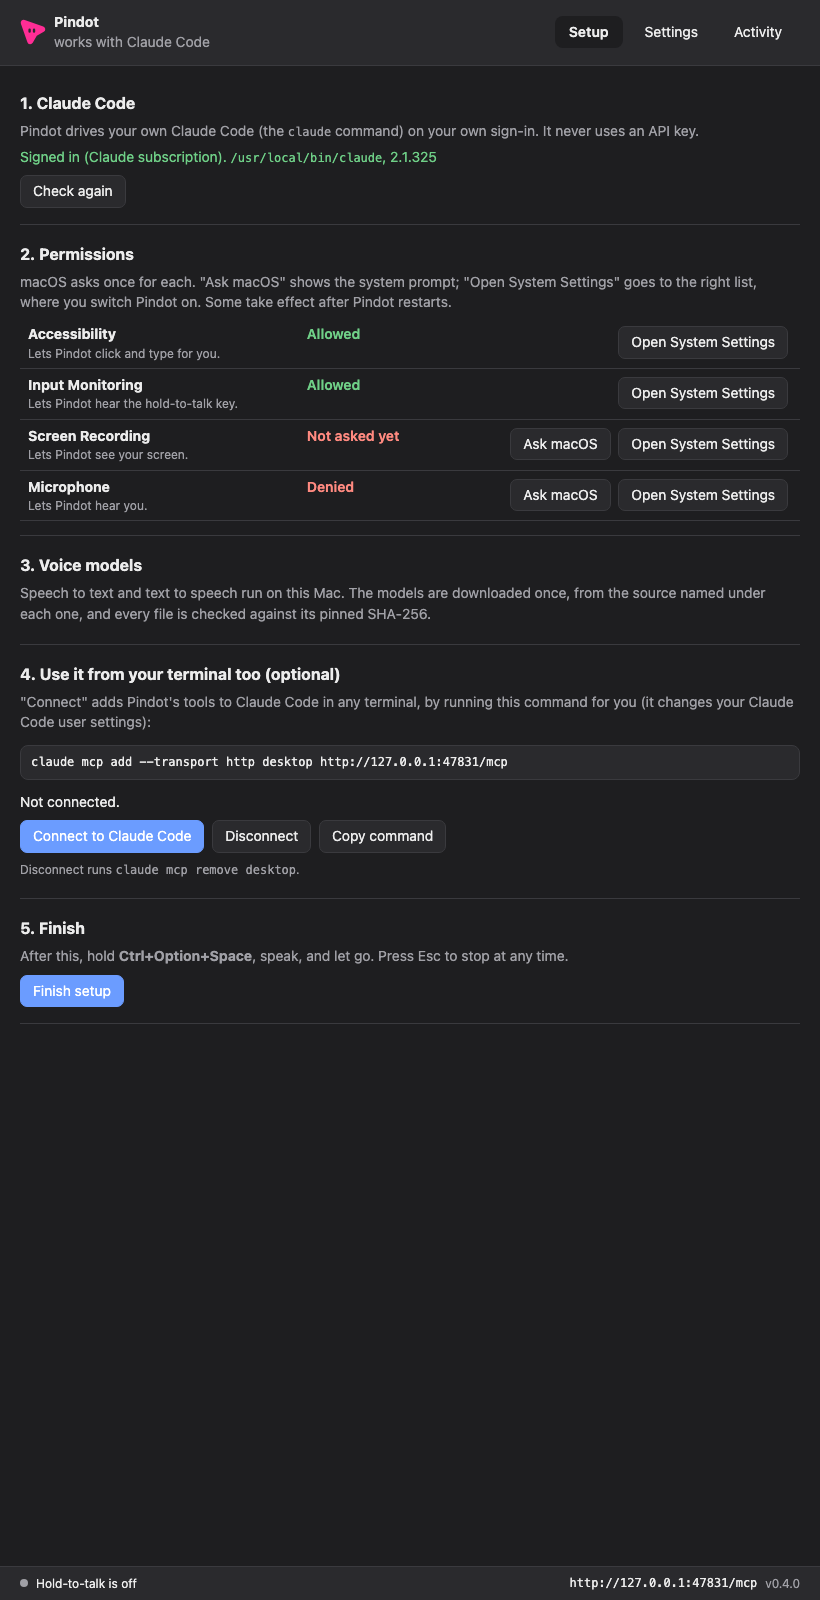 Pindot
works with Claude Code
Setup
Settings
Activity
1. Claude Code
Pindot drives your own Claude Code (the claude command) on your own sign-in. It never uses an API key.
Signed in (Claude subscription). /usr/local/bin/claude, 2.1.325
Check again
2. Permissions
macOS asks once for each. "Ask macOS" shows the system prompt; "Open System Settings" goes to the right list,
where you switch Pindot on. Some take effect after Pindot restarts.
Accessibility
Lets Pindot click and type for you.
Allowed
Open System Settings
Input Monitoring
Lets Pindot hear the hold-to-talk key.
Allowed
Open System Settings
Screen Recording
Lets Pindot see your screen.
Not asked yet
Ask macOS
Open System Settings
Microphone
Lets Pindot hear you.
Denied
Ask macOS
Open System Settings
3. Voice models
Speech to text and text to speech run on this Mac. The models are downloaded once, from the source named under
each one, and every file is checked against its pinned SHA-256.
4. Use it from your terminal too (optional)
"Connect" adds Pindot's tools to Claude Code in any terminal, by running this command for you (it changes your Claude
Code user settings):
claude mcp add --transport http desktop http://127.0.0.1:47831/mcp
Not connected.
Connect to Claude Code
Disconnect
Copy command
Disconnect runs claude mcp remove desktop.
5. Finish
After this, hold Ctrl+Option+Space, speak, and let go. Press Esc to stop at any time.
Finish setup
Hold-to-talk is off
http://127.0.0.1:47831/mcp v0.4.0